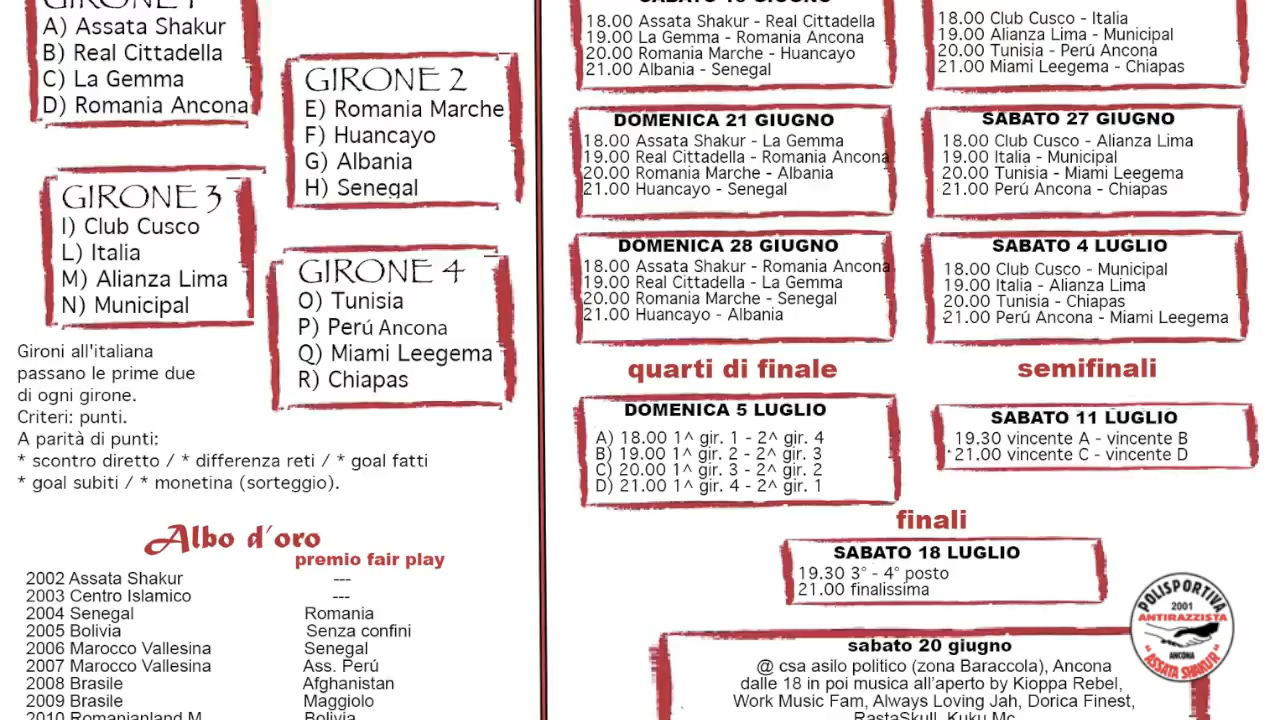 GIRONE 1
A) Assata Shakur
B) Real Cittadella
C) La Gemma
D) Romania Ancona
GIRONE 2
E) Romania Marche
F) Huancayo
G) Albania
H) Senegal
GIRONE 3
I) Club Cusco
L) Italia
M) Alianza Lima
N) Municipal
GIRONE 4
O) Tunisia
P) Perú Ancona
Q) Miami Leegema
R) Chiapas
Gironi all'italiana
passano le prime due
di ogni girone.
Criteri: punti.
A parità di punti:
* scontro diretto / * differenza reti / * goal fatti
* goal subiti / * monetina (sorteggio).
Albo d´oro
premio fair play
2002 Assata Shakur ---
2003 Centro Islamico ---
2004 Senegal Romania
2005 Bolivia Senza confini
2006 Marocco Vallesina Senegal
2007 Marocco Vallesina Ass. Perú
2008 Brasile Afghanistan
2009 Brasile Maggiolo
2010 Romanianland M. Bolivia
GIUGNO
18.00 Assata Shakur - Real Cittadella
19.00 La Gemma - Romania Ancona
20.00 Romania Marche - Huancayo
21.00 Albania - Senegal
18.00 Club Cusco - Italia
19.00 Alianza Lima - Municipal
20.00 Tunisia - Perú Ancona
21.00 Miami Leegema - Chiapas
DOMENICA 21 GIUGNO
18.00 Assata Shakur - La Gemma
19.00 Real Cittadella - Romania Ancona
20.00 Romania Marche - Albania
21.00 Huancayo - Senegal
SABATO 27 GIUGNO
18.00 Club Cusco - Alianza Lima
19.00 Italia - Municipal
20.00 Tunisia - Miami Leegema
21.00 Perú Ancona - Chiapas
DOMENICA 28 GIUGNO
18.00 Assata Shakur - Romania Ancona
19.00 Real Cittadella - La Gemma
20.00 Romania Marche - Senegal
21.00 Huancayo - Albania
SABATO 4 LUGLIO
18.00 Club Cusco - Municipal
19.00 Italia - Alianza Lima
20.00 Tunisia - Chiapas
21.00 Perú Ancona - Miami Leegema
quarti di finale
DOMENICA 5 LUGLIO
A) 18.00 1^ gir. 1 - 2^ gir. 4
B) 19.00 1^ gir. 2 - 2^ gir. 3
C) 20.00 1^ gir. 3 - 2^ gir. 2
D) 21.00 1^ gir. 4 - 2^ gir. 1
semifinali
SABATO 11 LUGLIO
19.30 vincente A - vincente B
21.00 vincente C - vincente D
finali
SABATO 18 LUGLIO
19.30 3° - 4° posto
21.00 finalissima
POLISPORTIVA
2001
ANTIRAZZISTA
ANCONA
"ASSATA SHAKUR"
sabato 20 giugno
@ csa asilo politico (zona Baraccola), Ancona
dalle 18 in poi musica all'aperto by Kioppa Rebel,
Work Music Fam, Always Loving Jah, Dorica Finest,
RastaSkull, Kuku Mc